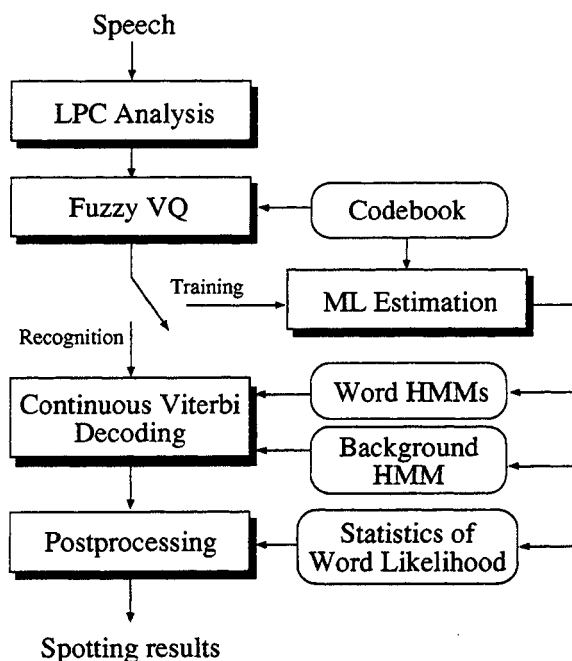 Speech
LPC Analysis
Fuzzy VQ
Codebook
Training
ML Estimation
Recognition
Continuous Viterbi
Decoding
Word HMMs
Background
HMM
Postprocessing
Statistics of
Word Likelihood
Spotting results